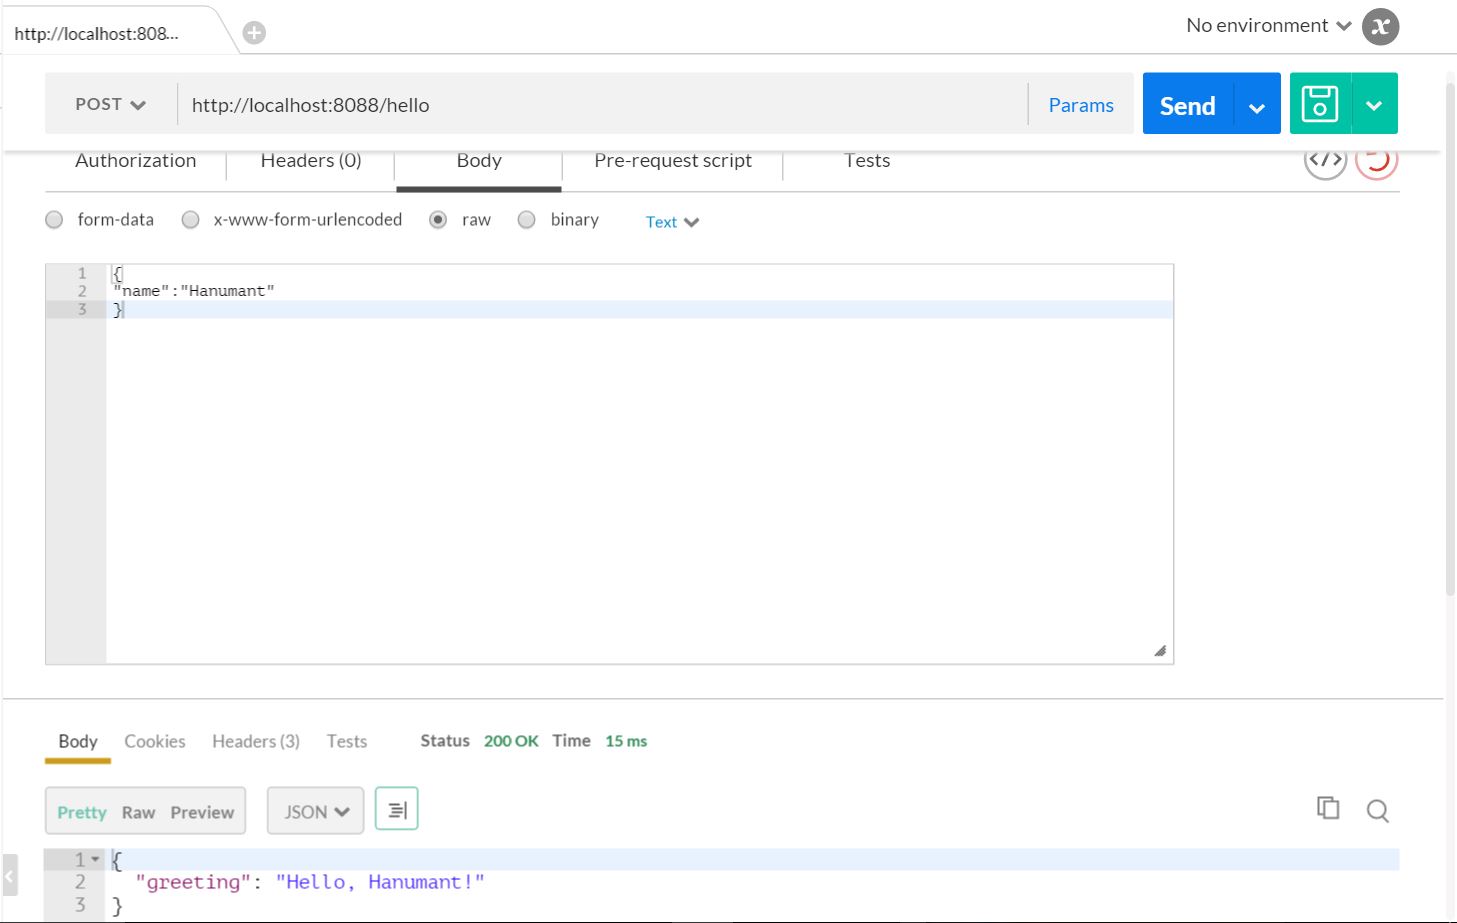 http://localhost:808...
No environment
POST http://localhost:8088/hello Params Send
Authorization Headers (0) Body Pre-request script Tests
form-data x-www-form-urlencoded raw binary Text
1 {
2 "name":"Hanumant"
3 }
Body Cookies Headers (3) Tests Status 200 OK Time 15 ms
Pretty Raw Preview JSON
1 {
2 "greeting": "Hello, Hanumant!"
3 }